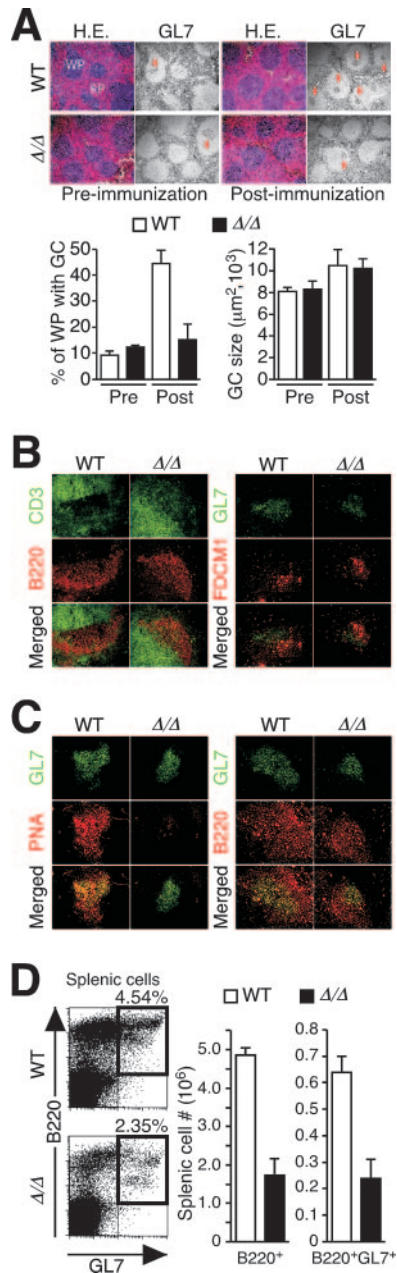 A
H.E. GL7 H.E. GL7
WT
WP
RP
Δ/Δ
Pre-immunization Post-immunization
WT Δ/Δ
% of WP with GC
50
40
30
20
10
0
Pre Post
GC size (μm²;10³)
12
10
8
6
4
2
0
Pre Post
B
WT Δ/Δ WT Δ/Δ
CD3 GL7
B220 FDCM1
Merged Merged
C
WT Δ/Δ WT Δ/Δ
GL7 GL7
PNA B220
Merged Merged
D
Splenic cells
4.54%
WT
B220
2.35%
Δ/Δ
GL7
WT Δ/Δ
Splenic cell # (10⁶)
5.0
4.0
3.0
2.0
1.0
0
B220⁺
0.8
0.7
0.6
0.5
0.4
0.3
0.2
0.1
0
B220⁺GL7⁺